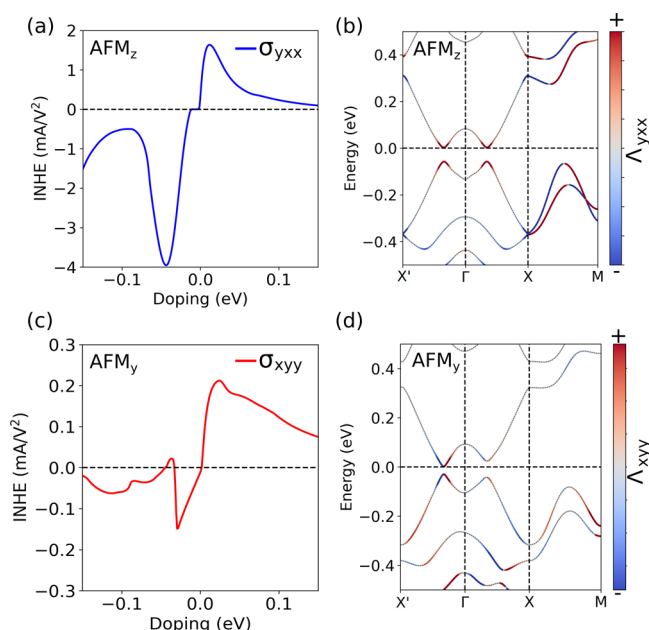 (a)
AFMz
σyxx
2
1
0
−1
−2
−3
−4
INHE (mA/V²)
−0.1
0.0
0.1
Doping (eV)
(b)
AFMz
0.4
0.2
0.0
−0.2
−0.4
Energy (eV)
X'
Γ
X
M
+
Λyxx
-
(c)
AFMy
σxyy
0.3
0.2
0.1
0.0
−0.1
−0.2
−0.3
INHE (mA/V²)
−0.1
0.0
0.1
Doping (eV)
(d)
AFMy
0.4
0.2
0.0
−0.2
−0.4
Energy (eV)
X'
Γ
X
M
+
Λxyy
-